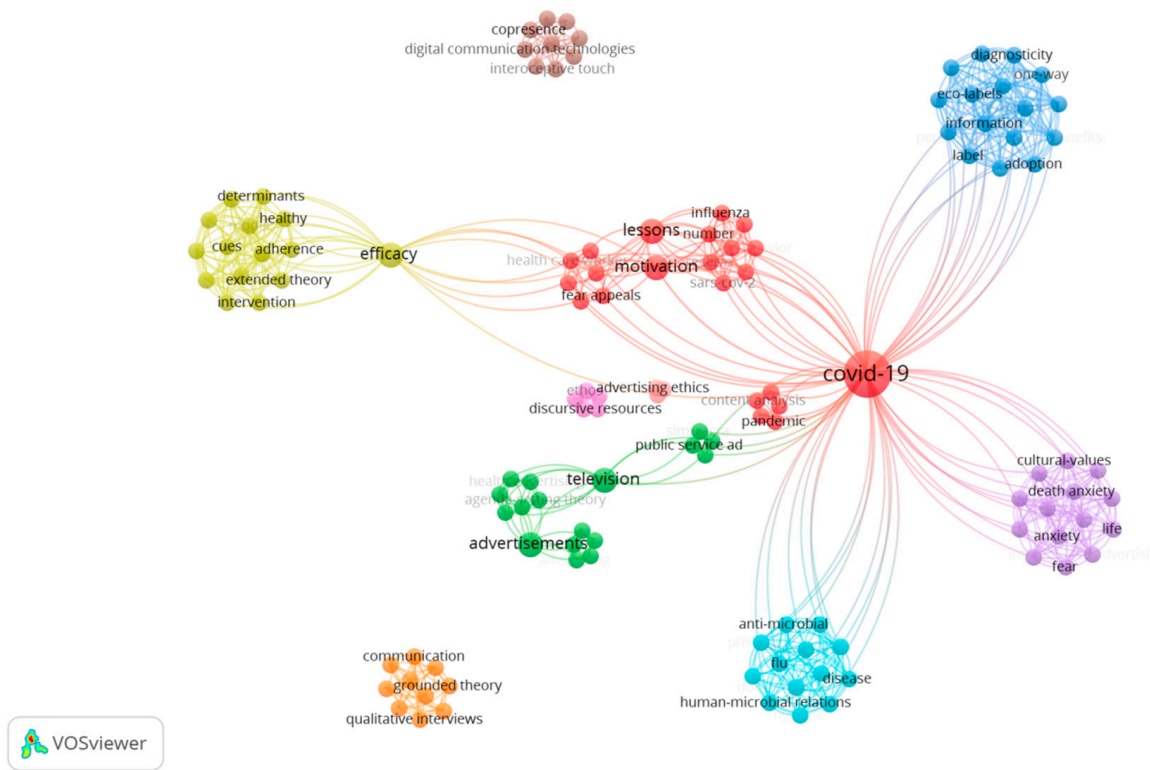 copresence
digital communication technologies
interoceptive touch
diagnosticity
one-way
eco-labels
information
label
adoption
determinants
healthy
cues
adherence
extended theory
intervention
efficacy
influenza
lessons
number
motivation
fear appeals
sars-cov-2
covid-19
ethos
advertising ethics
discursive resources
content analysis
pandemic
public service ad
television
advertisements
cultural-values
death anxiety
life
anxiety
fear
anti-microbial
flu
disease
human-microbial relations
communication
grounded theory
qualitative interviews
VOSviewer